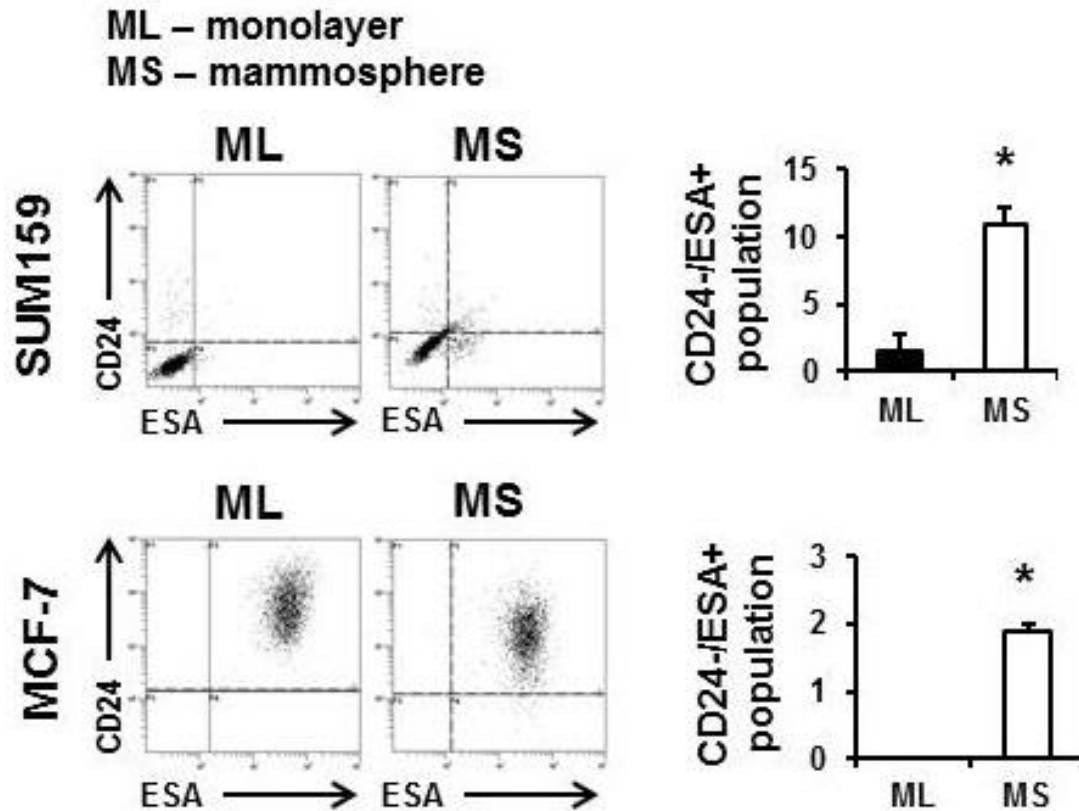 ML – monolayer
MS – mammosphere
ML
MS
SUM159
CD24
ESA
ESA
CD24-/ESA+
population
15
10
5
0
*
ML
MS
ML
MS
MCF-7
CD24
ESA
ESA
CD24-/ESA+
population
3
2
1
0
*
ML
MS